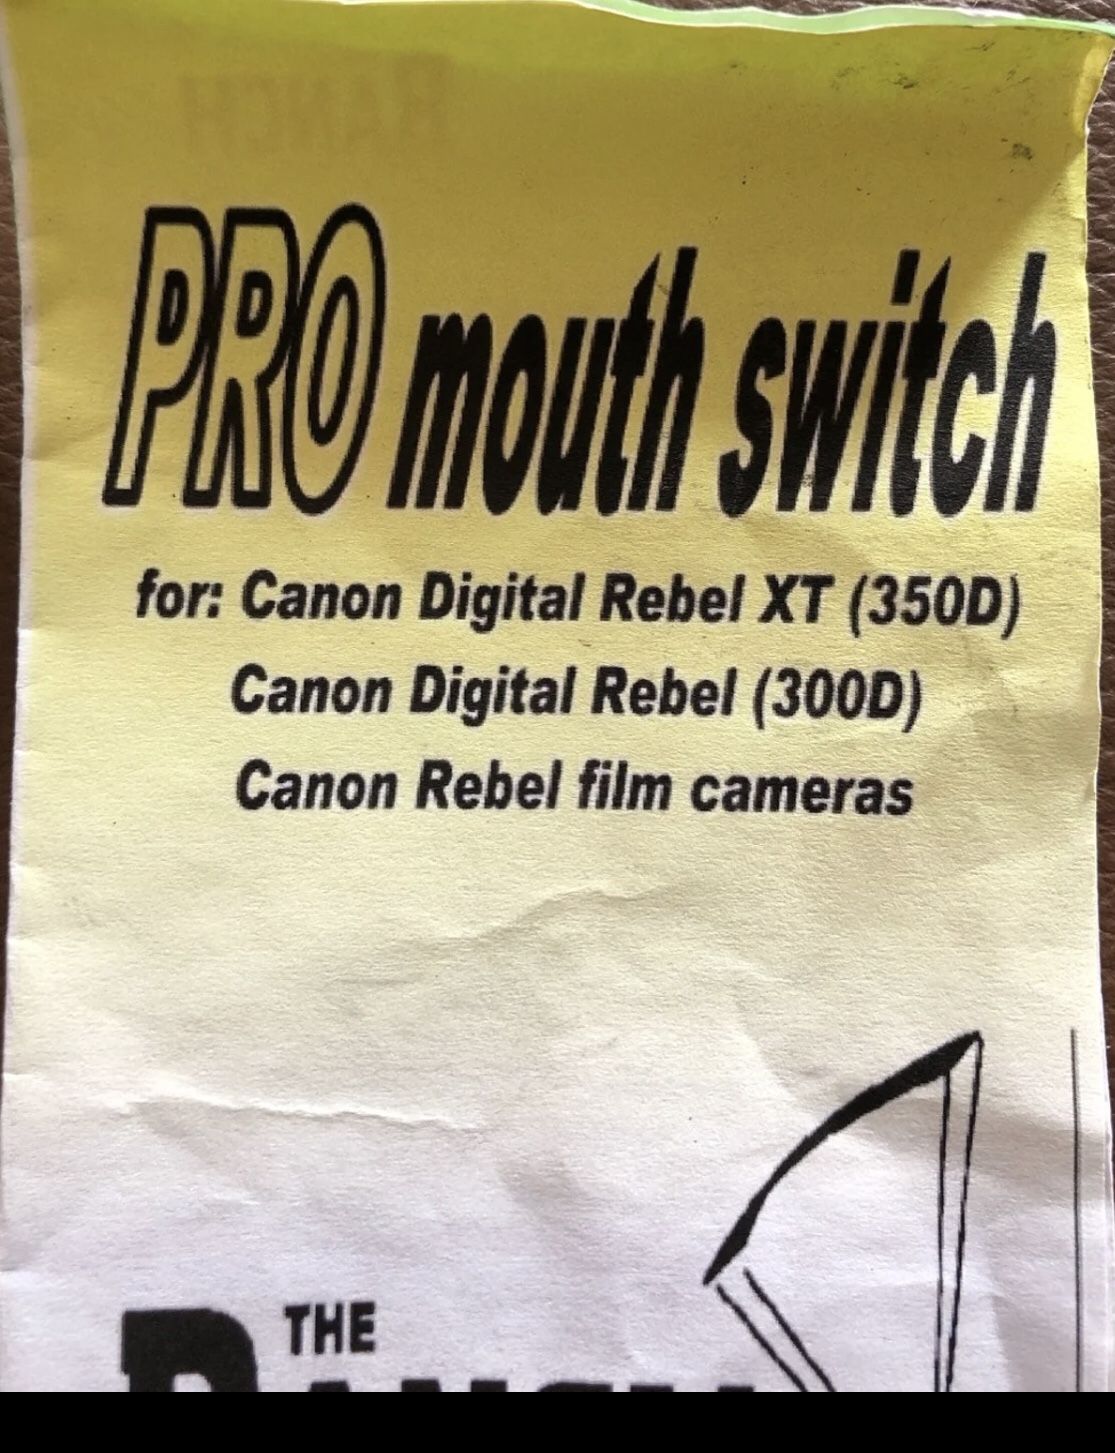 PRO mouth switch
for: Canon Digital Rebel XT (350D)
Canon Digital Rebel (300D)
Canon Rebel film cameras
THE